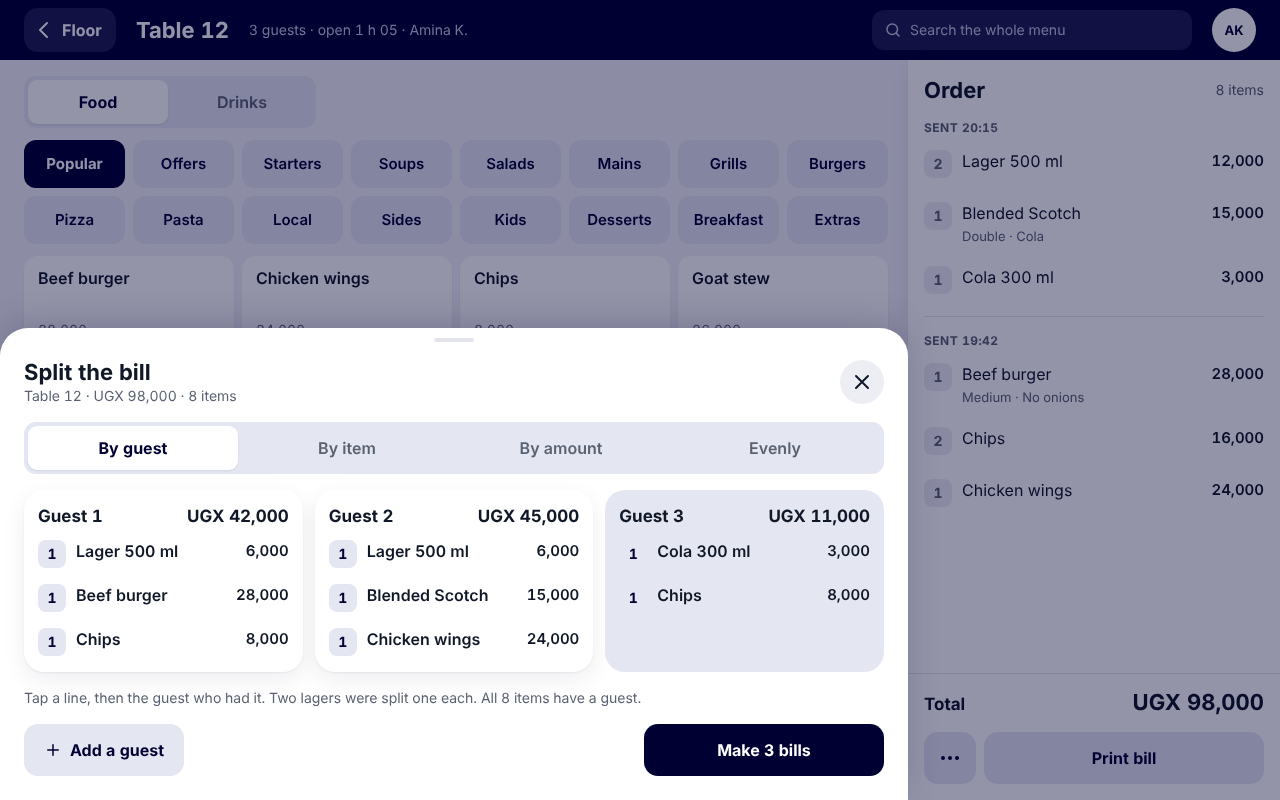 Floor
Table 12
3 guests · open 1 h 05 · Amina K.
Search the whole menu
AK
Food
Drinks
Popular
Offers
Starters
Soups
Salads
Mains
Grills
Burgers
Pizza
Pasta
Local
Sides
Kids
Desserts
Breakfast
Extras
Beef burger
Chicken wings
Chips
Goat stew
Split the bill
Table 12 · UGX 98,000 · 8 items
By guest
By item
By amount
Evenly
Guest 1 UGX 42,000
1 Lager 500 ml 6,000
1 Beef burger 28,000
1 Chips 8,000
Guest 2 UGX 45,000
1 Lager 500 ml 6,000
1 Blended Scotch 15,000
1 Chicken wings 24,000
Guest 3 UGX 11,000
1 Cola 300 ml 3,000
1 Chips 8,000
Tap a line, then the guest who had it. Two lagers were split one each. All 8 items have a guest.
Add a guest
Make 3 bills
Order 8 items
SENT 20:15
2 Lager 500 ml 12,000
1 Blended Scotch 15,000
Double · Cola
1 Cola 300 ml 3,000
SENT 19:42
1 Beef burger 28,000
Medium · No onions
2 Chips 16,000
1 Chicken wings 24,000
Total UGX 98,000
Print bill